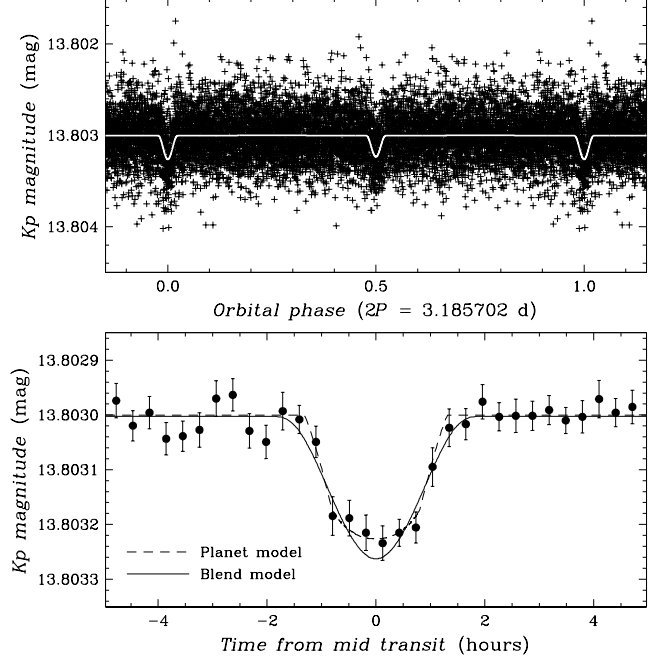 13.802
13.803
13.804
Kp magnitude (mag)
0.0 0.5 1.0
Orbital phase (2P = 3.185702 d)
13.8029
13.8030
13.8031
13.8032
13.8033
Kp magnitude (mag)
Planet model
Blend model
−4 −2 0 2 4
Time from mid transit (hours)